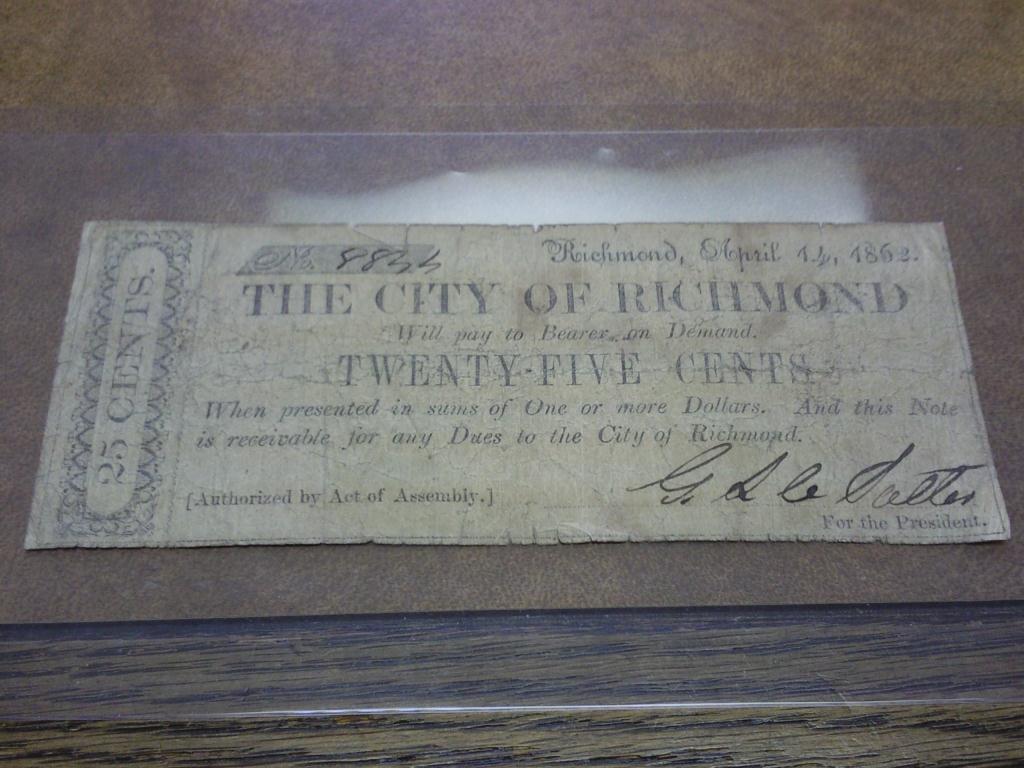 25 CENTS.
No. 9844 Richmond, April 14, 1862.
THE CITY OF RICHMOND
Will pay to Bearer on Demand.
TWENTY-FIVE CENTS
When presented in sums of One or more Dollars. And this Note
is receivable for any Dues to the City of Richmond.
[Authorized by Act of Assembly.]
For the President.